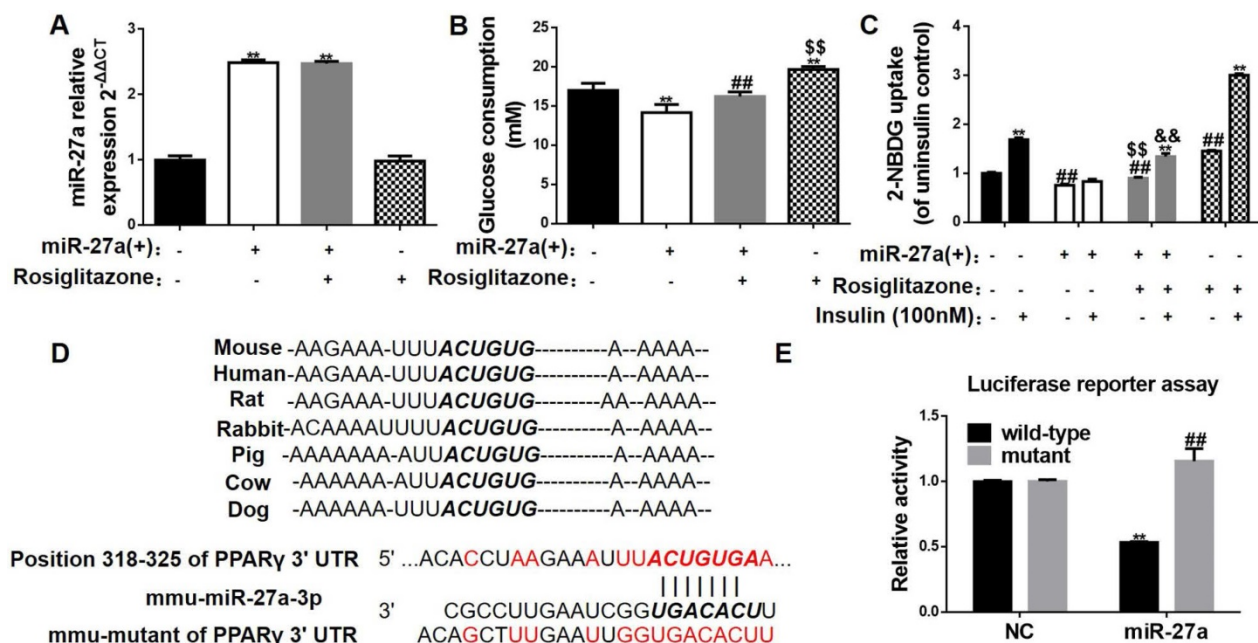 A
miR-27a relative
expression 2^-ΔΔCT
3
2
1
0
** **
miR-27a(+): - + + -
Rosiglitazone: - - + +
B
Glucose consumption
(mM)
25
20
15
10
5
0
** ## $$ **
miR-27a(+): - + + -
Rosiglitazone: - - + +
C
2-NBDG uptake
(of uninsulin control)
4
3
2
1
0
** ## $$ ## && ** ## **
miR-27a(+): - - + + + + - -
Rosiglitazone: - - - - + + + +
Insulin (100nM): - + - + - + - +
D
Mouse -AAGAAA-UUUACUGUG----------A--AAAA--
Human -AAGAAA-UUUACUGUG----------A--AAAA--
Rat -AAGAAA-UUUACUGUG----------AA--AAAA--
Rabbit -ACAAAAUUUUACUGUG----------A--AAAA--
Pig -AAAAAAA-AUUACUGUG----------A--AAAA--
Cow -AAAAAA-AUUACUGUG----------A--AAAA--
Dog -AAAAAA-UUUACUGUG----------A--AAAA--
Position 318-325 of PPARγ 3' UTR 5' ...ACACCUAAGAAAUUUACUGUGAA...
mmu-miR-27a-3p 3' CGCCUUGAAUCGGUGACACUU
mmu-mutant of PPARγ 3' UTR ACAGCTUUGAAUUGGUGACACUU
E
Luciferase reporter assay
Relative activity
1.5
1.0
0.5
0.0
wild-type
mutant
** ##
NC miR-27a